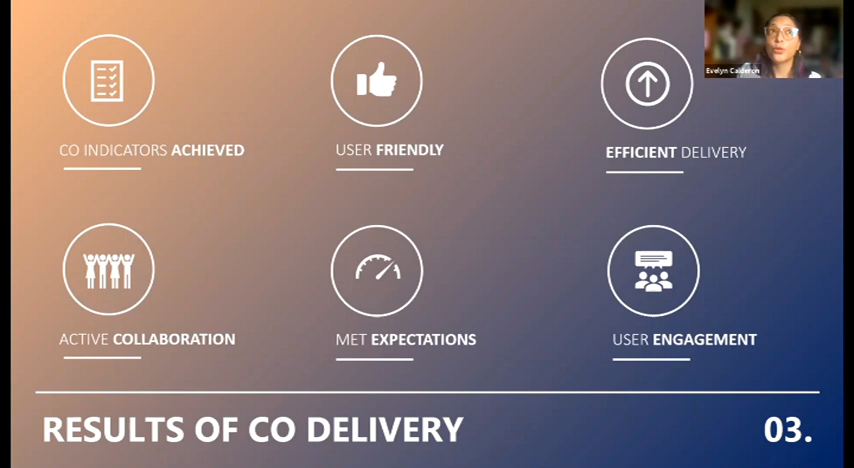 Evelyn Calderon
CO INDICATORS ACHIEVED
USER FRIENDLY
EFFICIENT DELIVERY
ACTIVE COLLABORATION
MET EXPECTATIONS
USER ENGAGEMENT
RESULTS OF CO DELIVERY
03.